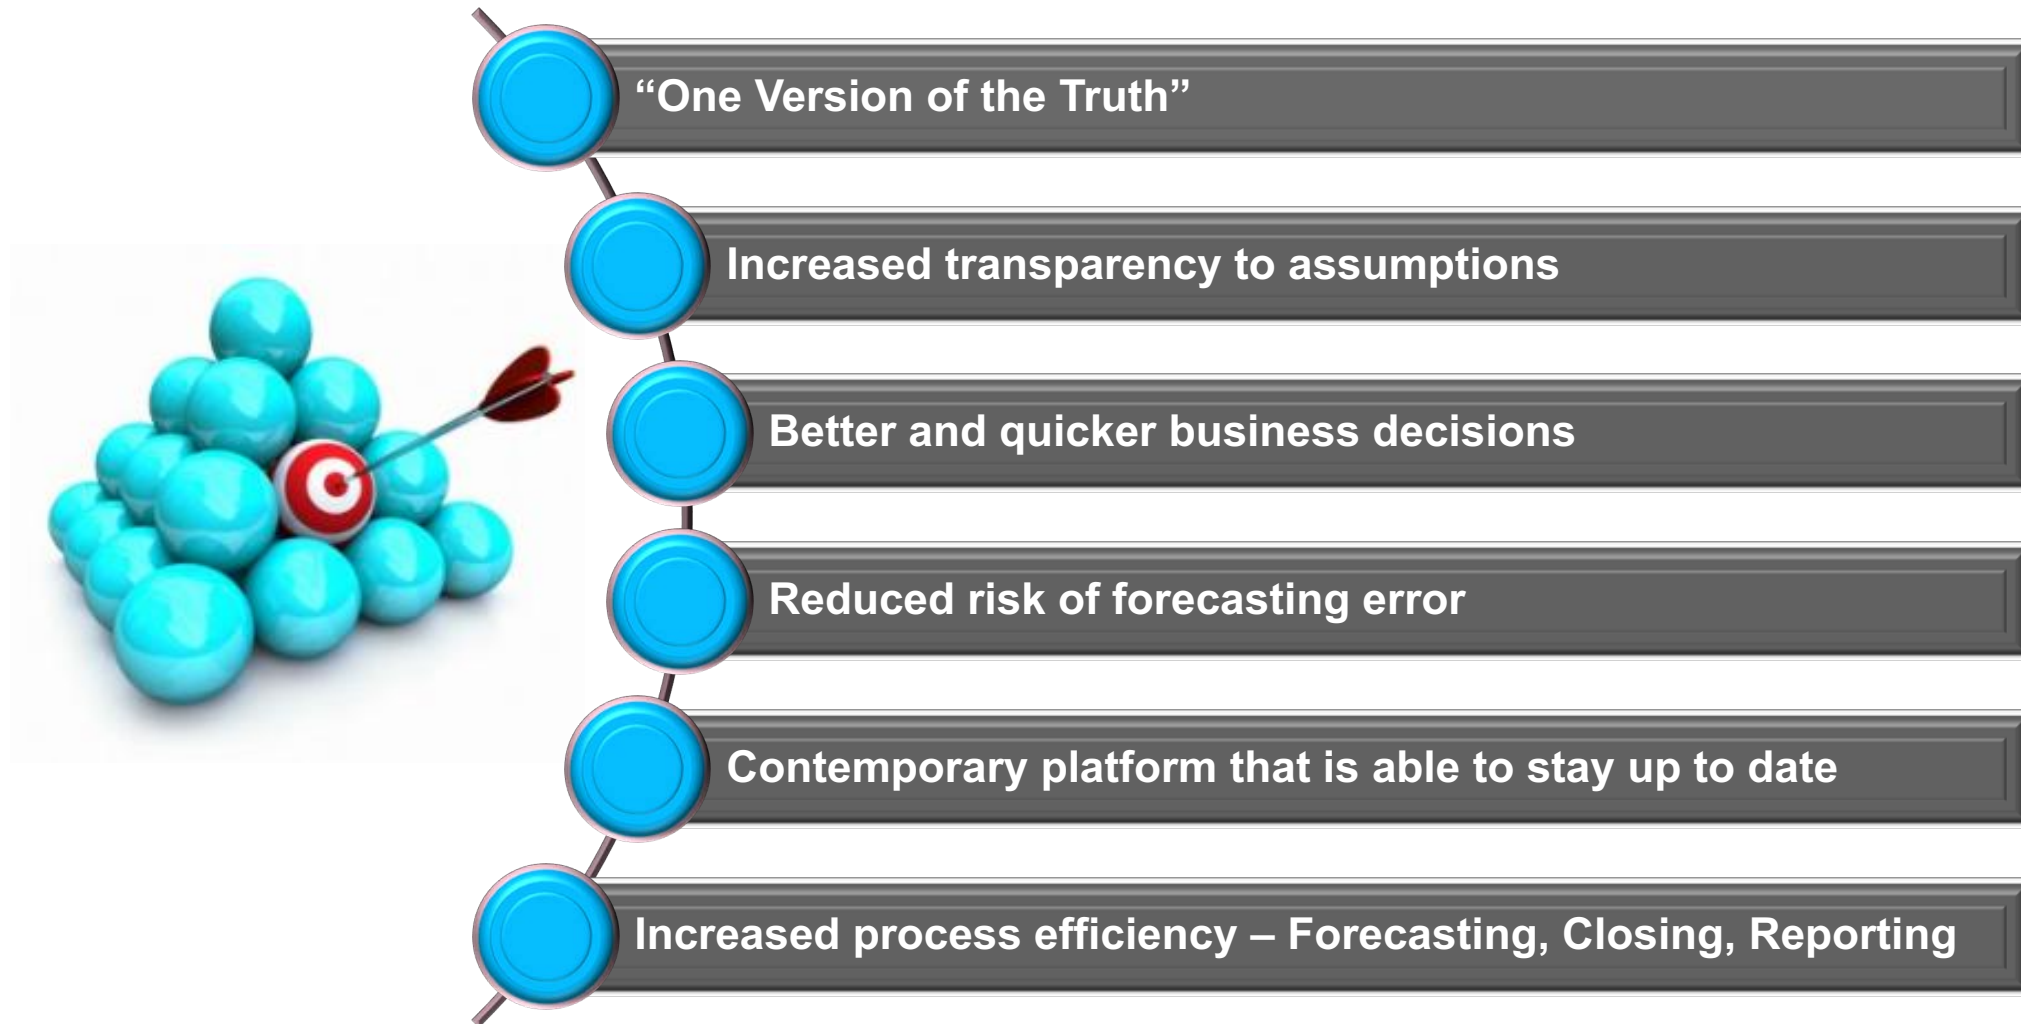 “One Version of the Truth”
Increased transparency to assumptions
Better and quicker business decisions
Reduced risk of forecasting error
Contemporary platform that is able to stay up to date
Increased process efficiency – Forecasting, Closing, Reporting